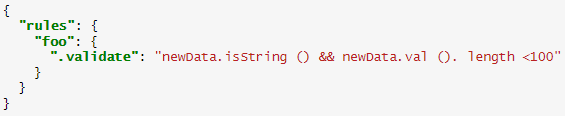 {
"rules": {
"foo": {
".validate": "newData.isString () && newData.val (). length <100"
}
}
}